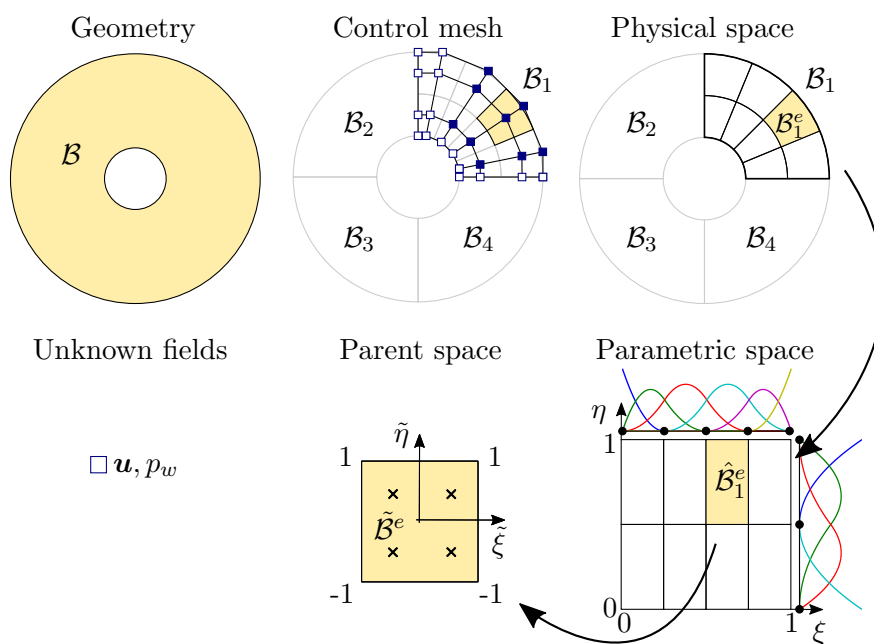 Geometry
Control mesh
Physical space
ℬ
ℬ₂
ℬ₁
ℬ₃
ℬ₄
ℬ₂
ℬ₁
ℬ₁ᵉ
ℬ₃
ℬ₄
Unknown fields
Parent space
Parametric space
𝒖, p_w
η̃
1
1
ℬ̃ᵉ
ξ̃
-1
-1
η
1
ℬ̂₁ᵉ
0
0
1
ξ